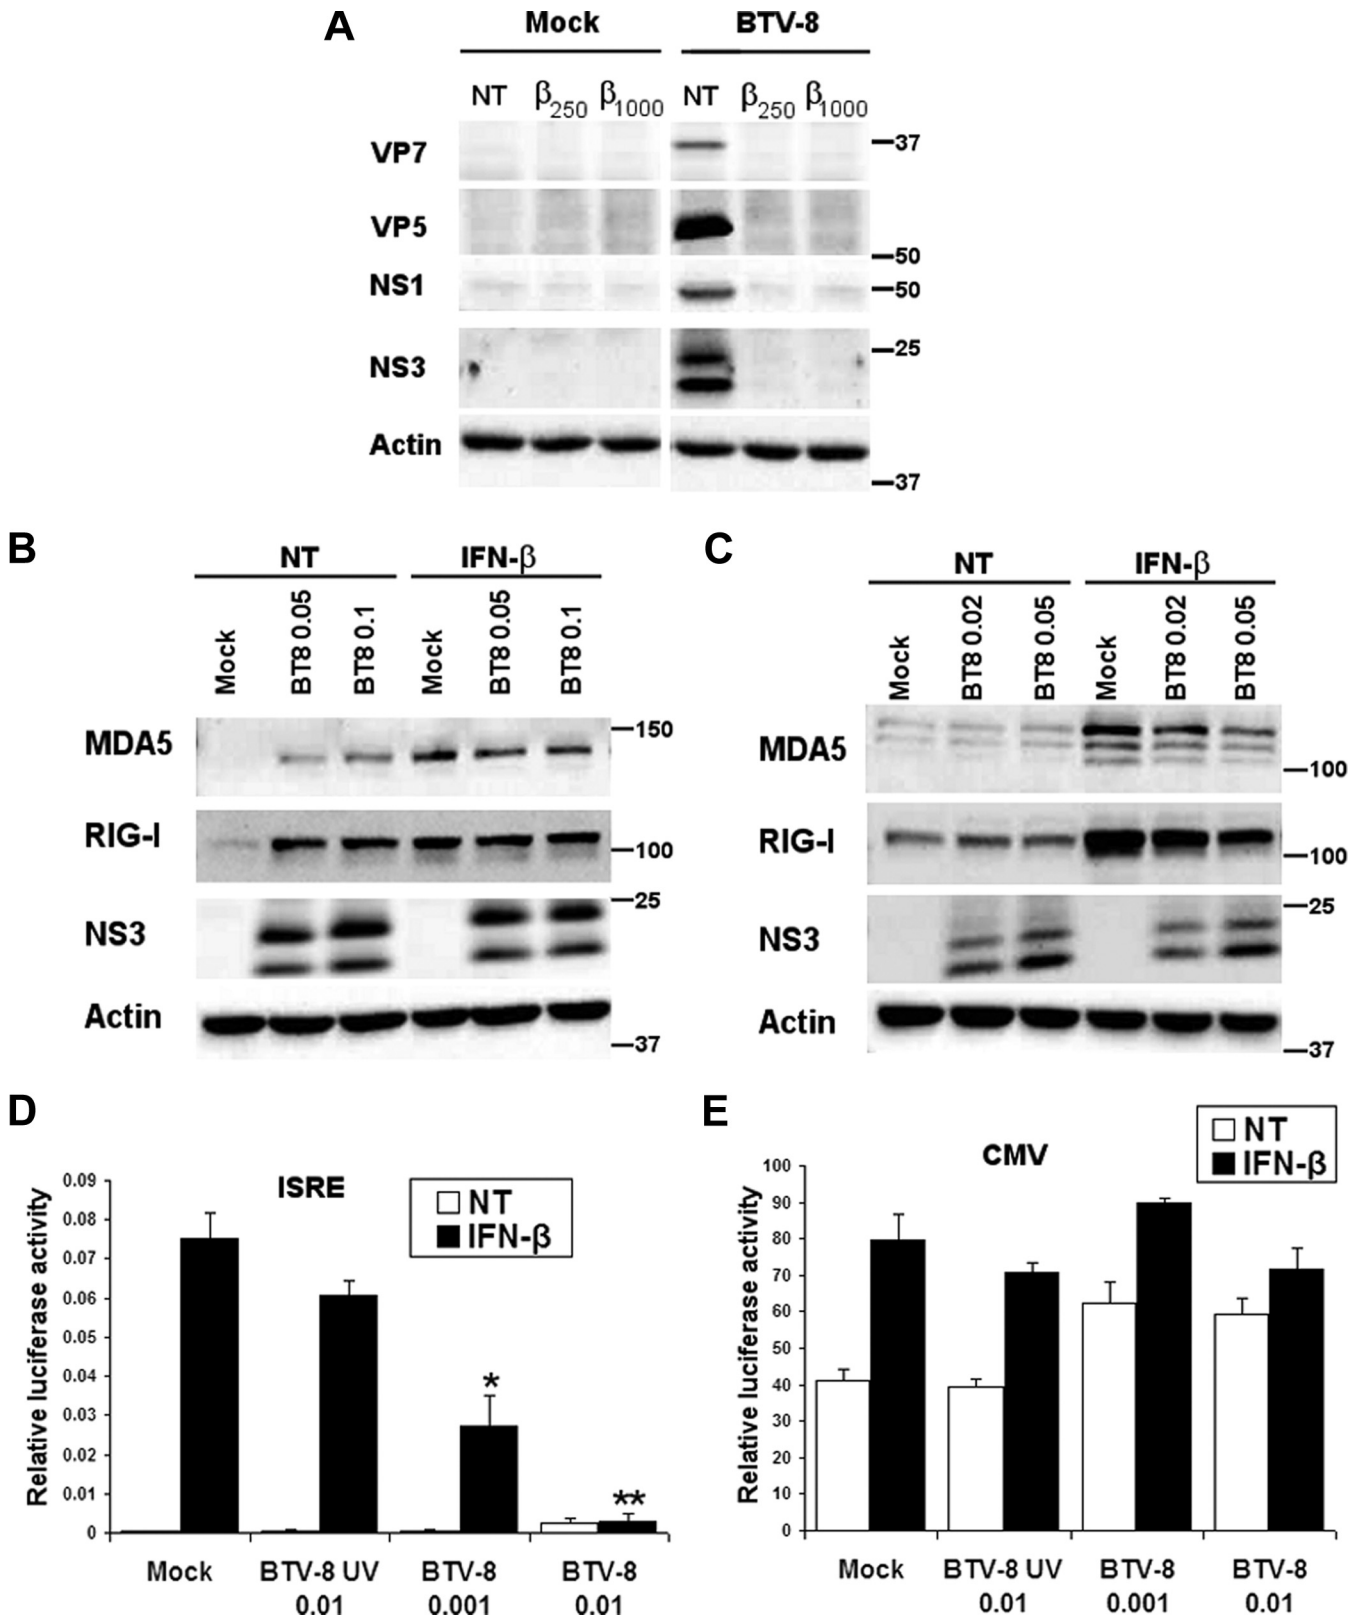 A
Mock BTV-8
NT β250 β1000 NT β250 β1000
VP7 37
VP5 50
NS1 50
NS3 25
Actin 37
B
NT IFN-β
Mock BT8 0.05 BT8 0.1 Mock BT8 0.05 BT8 0.1
MDA5 150
RIG-I 100
NS3 25
Actin 37
C
NT IFN-β
Mock BT8 0.02 BT8 0.05 Mock BT8 0.02 BT8 0.05
MDA5 100
RIG-I 100
NS3 25
Actin 37
D
ISRE
NT
IFN-β
Relative luciferase activity
0.09
0.08
0.07
0.06
0.05
0.04
0.03
0.02
0.01
0
*
**
Mock BTV-8 UV BTV-8 BTV-8
0.01 0.001 0.01
E
CMV
NT
IFN-β
Relative luciferase activity
100
90
80
70
60
50
40
30
20
10
0
Mock BTV-8 UV BTV-8 BTV-8
0.01 0.001 0.01